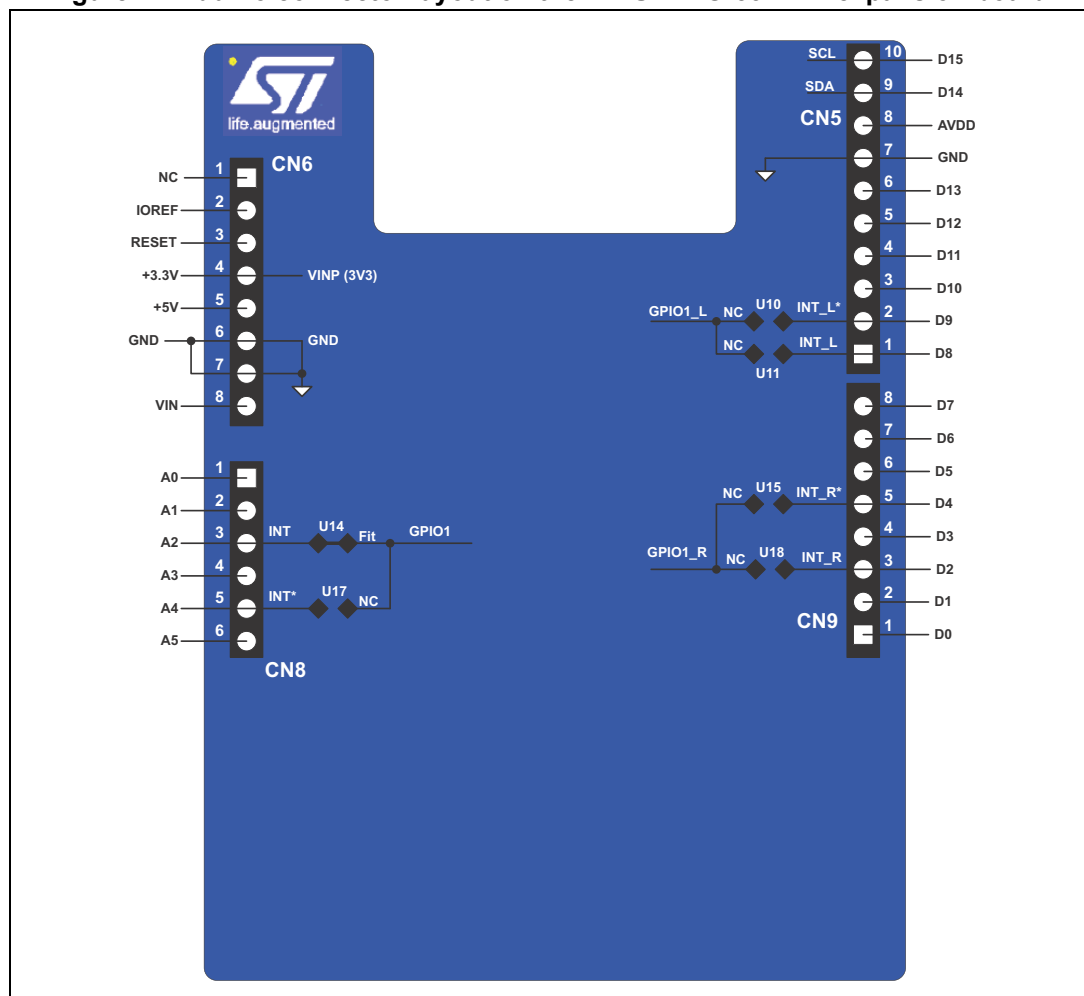 life.augmented
CN6
NC 1
IOREF 2
RESET 3
+3.3V 4 VINP (3V3)
+5V 5
GND 6 GND
7
VIN 8
A0 1
A1 2
A2 3 INT U14 Fit GPIO1
A3 4
A4 5 INT* U17 NC
A5 6
CN8
SCL 10 D15
SDA 9 D14
CN5 8 AVDD
7 GND
6 D13
5 D12
4 D11
3 D10
GPIO1_L NC U10 INT_L* 2 D9
NC U11 INT_L 1 D8
8 D7
7 D6
6 D5
NC U15 INT_R* 5 D4
4 D3
GPIO1_R NC U18 INT_R 3 D2
2 D1
CN9 1 D0